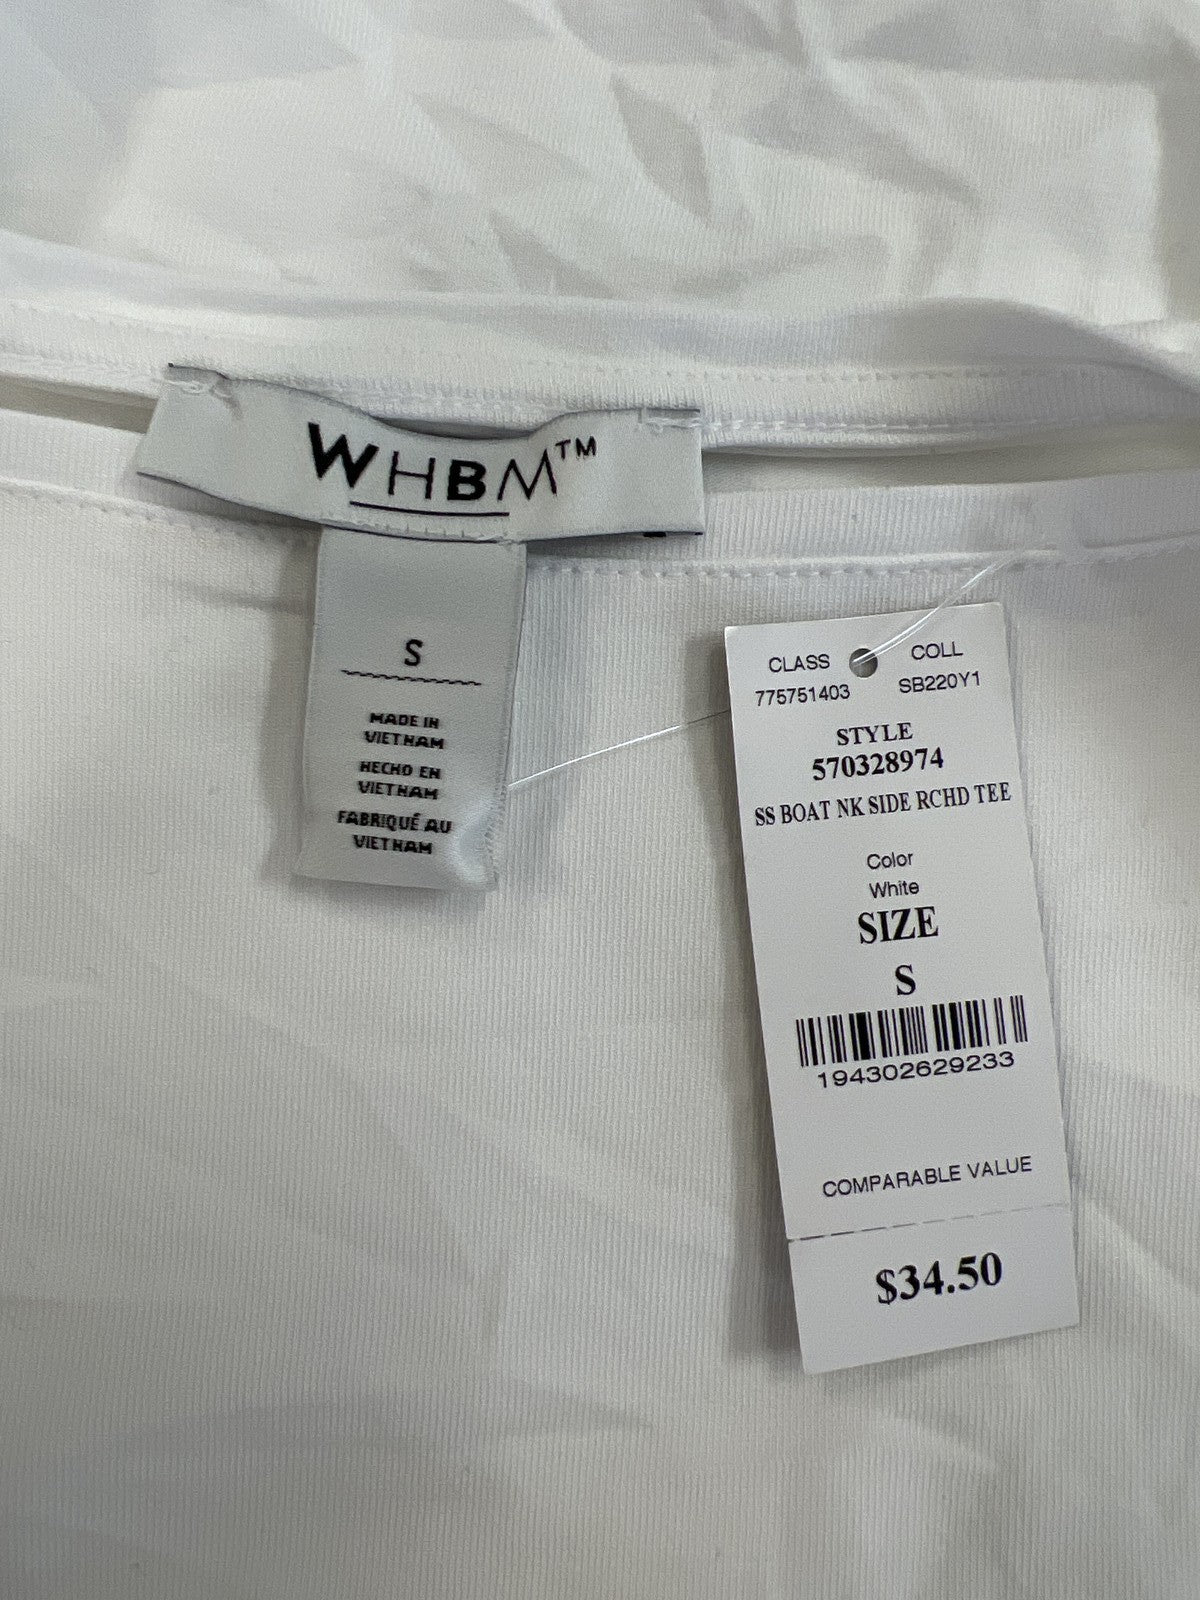 WHBM™
S
MADE IN
VIETNAM
HECHO EN
VIETNAM
FABRIQUÉ AU
VIETNAM
CLASS COLL
775751403 SB220Y1
STYLE
570328974
SS BOAT NK SIDE RCHD TEE
Color
White
SIZE
S
194302629233
COMPARABLE VALUE
$34.50